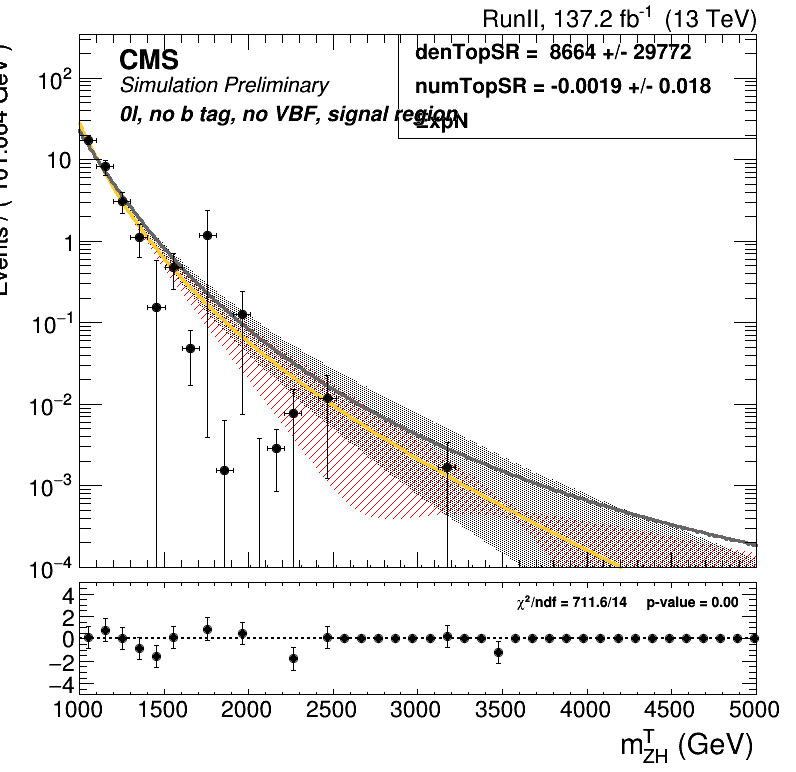 RunII, 137.2 fb-1 (13 TeV)
CMS
Simulation Preliminary
0l, no b tag, no VBF, signal region
denTopSR = 8664 +/- 29772
numTopSR = -0.0019 +/- 0.018
ExpN
10²
10
1
10⁻¹
10⁻²
10⁻³
10⁻⁴
χ²/ndf = 711.6/14 p-value = 0.00
4
2
0
−2
−4
1000 1500 2000 2500 3000 3500 4000 4500 5000
m^T_ZH (GeV)